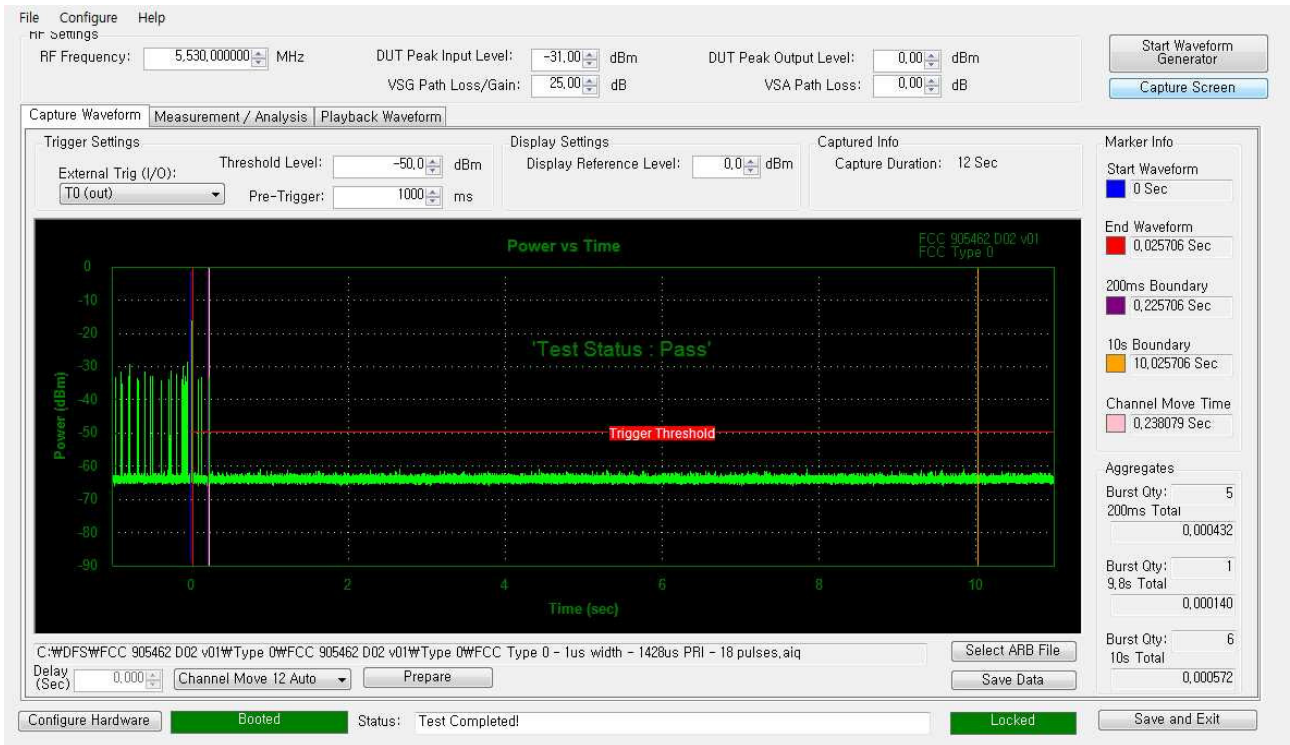 File Configure Help
RF Settings
RF Frequency: 5,530,000000 MHz DUT Peak Input Level: -31,00 dBm DUT Peak Output Level: 0,00 dBm
VSG Path Loss/Gain: 25,00 dB VSA Path Loss: 0,00 dB
Start Waveform
Generator
Capture Screen
Capture Waveform Measurement / Analysis Playback Waveform
Trigger Settings
External Trig (I/O):
T0 (out)
Threshold Level: -50,0 dBm
Pre-Trigger: 1000 ms
Display Settings
Display Reference Level: 0,0 dBm
Captured Info
Capture Duration: 12 Sec
Marker Info
Start Waveform
0 Sec
End Waveform
0,025706 Sec
200ms Boundary
0,225706 Sec
10s Boundary
10,025706 Sec
Channel Move Time
0,238079 Sec
Aggregates
Burst Qty: 5
200ms Total
0,000432
Burst Qty: 1
9,8s Total
0,000140
Burst Qty: 6
10s Total
0,000572
Power vs Time
FCC 905462 D02 v01
FCC Type 0
'Test Status : Pass'
Trigger Threshold
Power (dBm)
0
-10
-20
-30
-40
-50
-60
-70
-80
-90
0 2 4 6 8 10
Time (sec)
C:₩DFS₩FCC 905462 D02 v01₩Type 0₩FCC 905462 D02 v01₩Type 0₩FCC Type 0 - 1us width - 1428us PRI - 18 pulses,aiq
Select ARB File
Delay
(Sec) 0,000 Channel Move 12 Auto Prepare
Save Data
Configure Hardware Booted Status: Test Completed! Locked Save and Exit